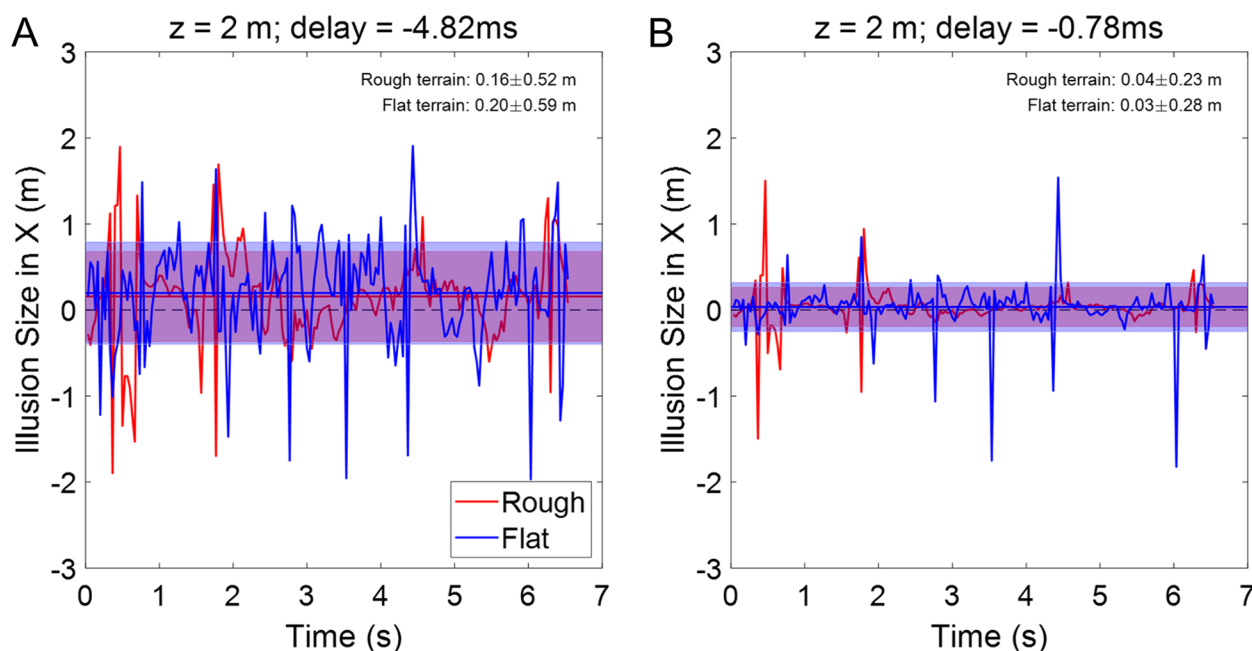 A
z = 2 m; delay = -4.82ms
Rough terrain: 0.16±0.52 m
Flat terrain: 0.20±0.59 m
3
2
1
0
-1
-2
-3
Illusion Size in X (m)
Rough
Flat
0 1 2 3 4 5 6 7
Time (s)
B
z = 2 m; delay = -0.78ms
Rough terrain: 0.04±0.23 m
Flat terrain: 0.03±0.28 m
3
2
1
0
-1
-2
-3
Illusion Size in X (m)
0 1 2 3 4 5 6 7
Time (s)